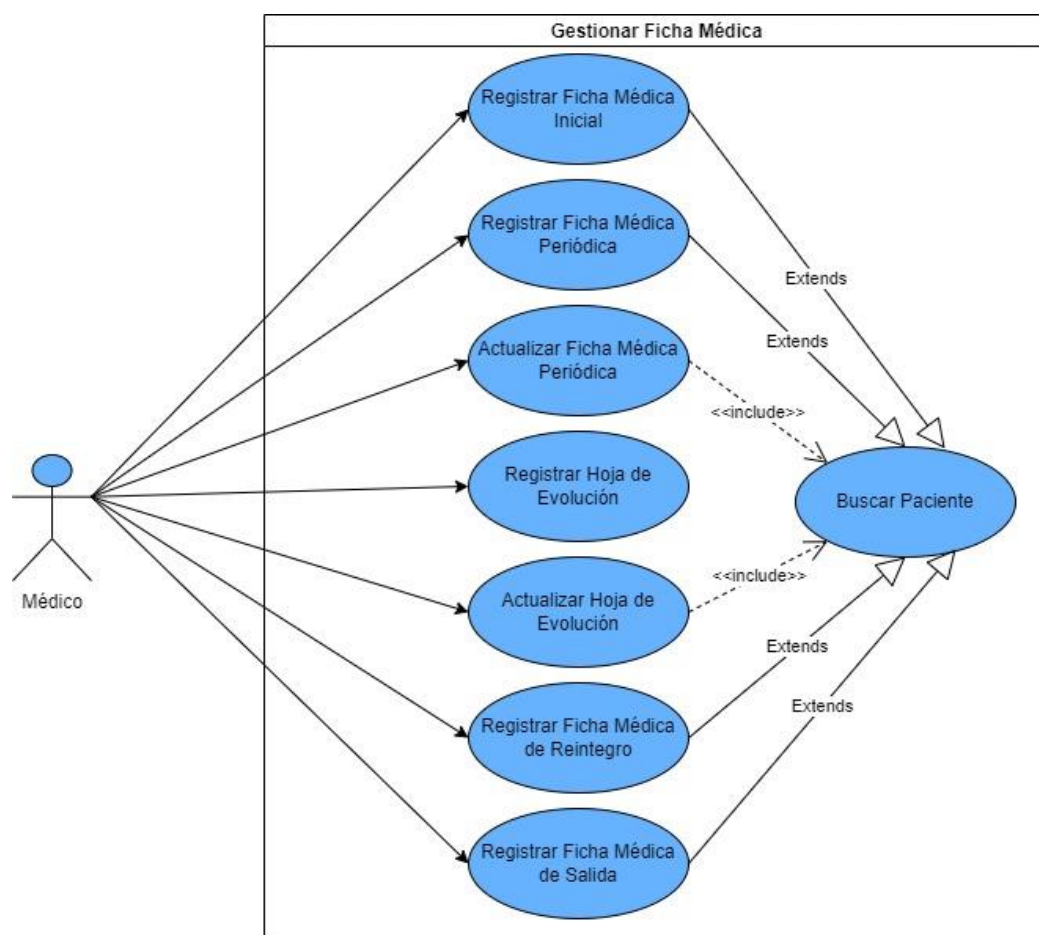 Gestionar Ficha Médica
Registrar Ficha Médica
Inicial
Registrar Ficha Médica
Periódica
Extends
Extends
Actualizar Ficha Médica
Periódica
<<include>>
Registrar Hoja de
Evolución
Buscar Paciente
Médico
Actualizar Hoja de
Evolución
<<include>>
Extends
Registrar Ficha Médica
de Reintegro
Extends
Registrar Ficha Médica
de Salida